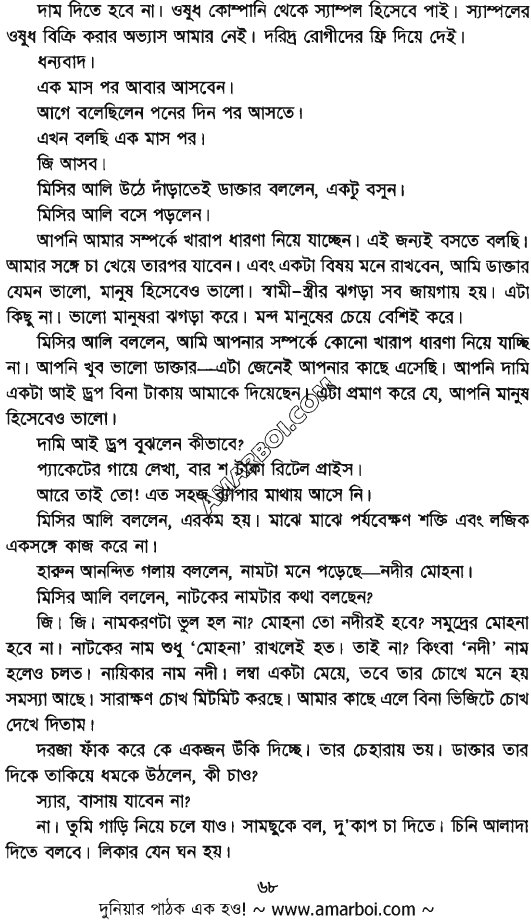 দাম দিতে হবে না। ওষুধ কোম্পানি থেকে স্যাম্পল হিসেবে পাই। স্যাম্পলের
ওষুধ বিক্রি করার অভ্যাস আমার নেই। দরিদ্র রোগীদের ফ্রি দিয়ে দেই।
ধন্যবাদ।
এক মাস পর আবার আসবেন।
আগে বলেছিলেন পনের দিন পর আসতে।
এখন বলছি এক মাস পর।
জি আসব।
মিসির আলি উঠে দাঁড়াতেই ডাক্তার বললেন, একটু বসুন।
মিসির আলি বসে পড়লেন।
আপনি আমার সম্পর্কে খারাপ ধারণা নিয়ে যাচ্ছেন। এই জন্যই বসতে বলছি।
আমার সঙ্গে চা খেয়ে তারপর যাবেন। এবং একটা বিষয় মনে রাখবেন, আমি ডাক্তার
যেমন ভালো, মানুষ হিসেবেও ভালো। স্বামী-স্ত্রীর ঝগড়া সব জায়গায় হয়। এটা
কিছু না। ভালো মানুষরা ঝগড়া করে। মন্দ মানুষের চেয়ে বেশিই করে।
মিসির আলি বললেন, আমি আপনার সম্পর্কে কোনো খারাপ ধারণা নিয়ে যাচ্ছি
না। আপনি খুব ভালো ডাক্তার—এটা জেনেই আপনার কাছে এসেছি। আপনি দামি
একটা আই ড্রপ বিনা টাকায় আমাকে দিয়েছেন। এটা প্রমাণ করে যে, আপনি মানুষ
হিসেবেও ভালো।
দামি আই ড্রপ বুঝলেন কীভাবে?
প্যাকেটের গায়ে লেখা, বার শ টাকা রিটেল প্রাইস।
আরে তাই তো! এত সহজ ব্যাপার মাথায় আসে নি।
মিসির আলি বললেন, এরকম হয়। মাঝে মাঝে পর্যবেক্ষণ শক্তি এবং লজিক
একসঙ্গে কাজ করে না।
হারুন আনন্দিত গলায় বললেন, নামটা মনে পড়েছে—নদীর মোহনা।
মিসির আলি বললেন, নাটকের নামটার কথা বলছেন?
জি। জি। নামকরণটা ভুল হল না? মোহনা তো নদীরই হবে? সমুদ্রের মোহনা
হবে না। নাটকের নাম শুধু ‘মোহনা’ রাখলেই হত। তাই না? কিংবা ‘নদী’ নাম
হলেও চলত। নায়িকার নাম নদী। লম্বা একটা মেয়ে, তবে তার চোখে মনে হয়
সমস্যা আছে। সারাক্ষণ চোখ মিটমিট করছে। আমার কাছে এলে বিনা ভিজিটে চোখ
দেখে দিতাম।
দরজা ফাঁক করে কে একজন উঁকি দিচ্ছে। তার চেহারায় ভয়। ডাক্তার তার
দিকে তাকিয়ে ধমকে উঠলেন, কী চাও?
স্যার, বাসায় যাবেন না?
না। তুমি গাড়ি নিয়ে চলে যাও। সামছুকে বল, দু'কাপ চা দিতে। চিনি আলাদা
দিতে বলবে। লিকার যেন ঘন হয়।
৬৮
দুনিয়ার পাঠক এক হও! ~ www.amarboi.com ~
AMARBOI.COM